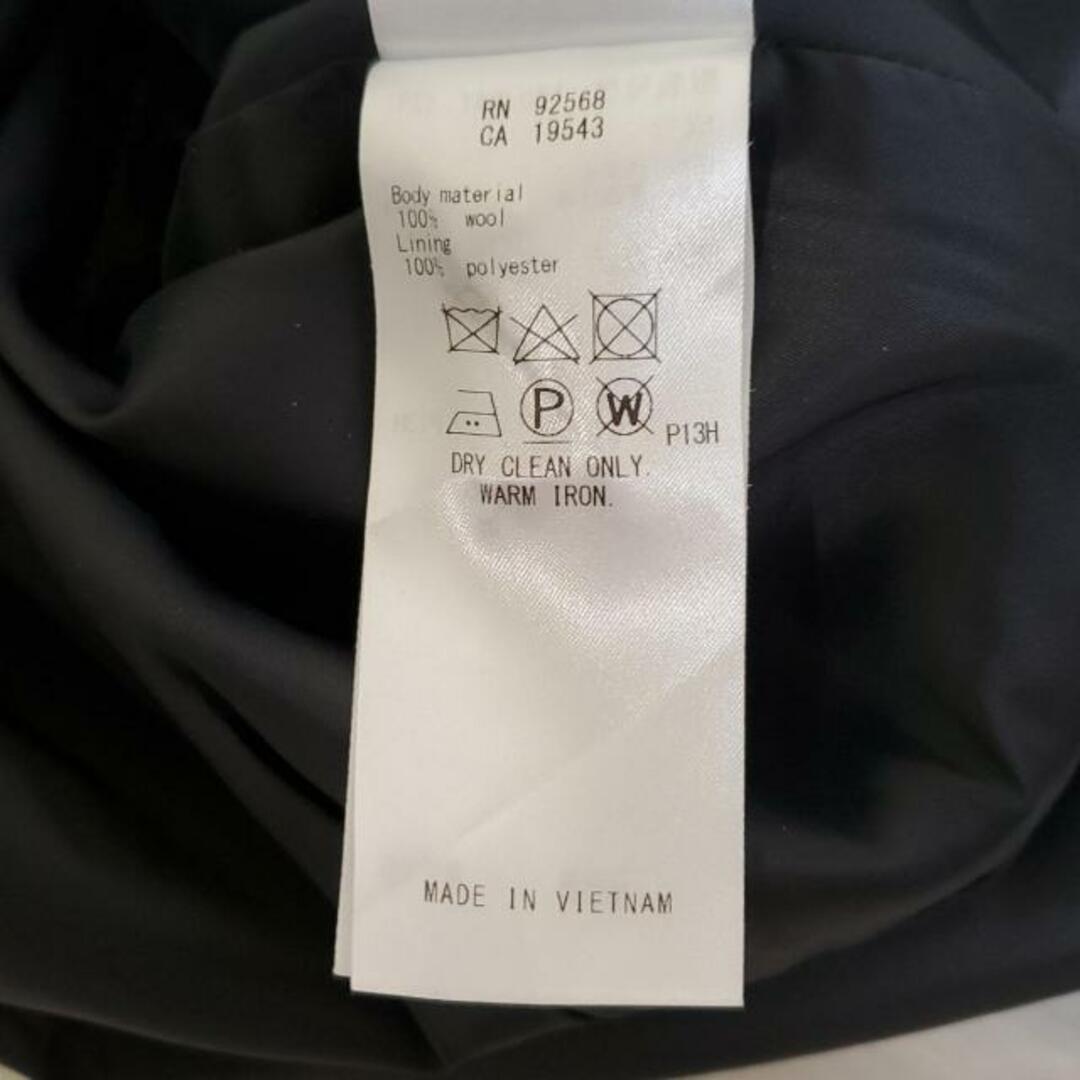 RN 92568
CA 19543
Body material
100% wool
Lining
100% polyester
P W P13H
DRY CLEAN ONLY.
WARM IRON.
MADE IN VIETNAM